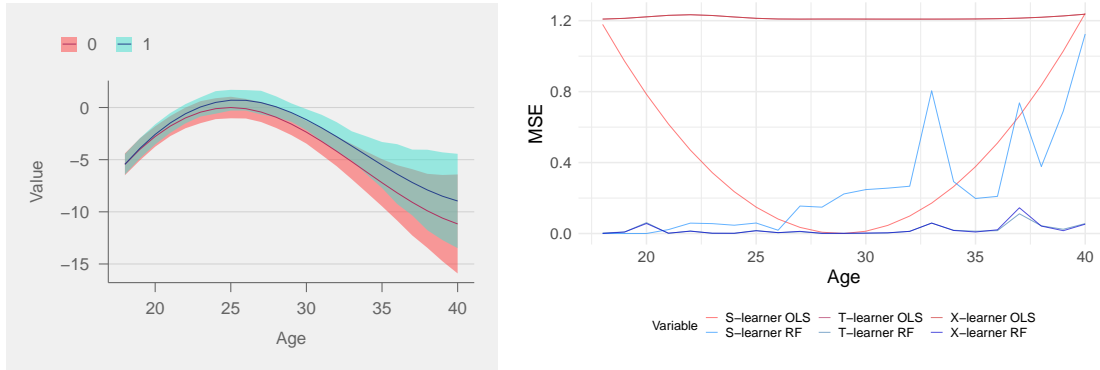 0 1
0
−5
−10
−15
Value
20 25 30 35 40
Age
1.2
0.8
0.4
0.0
MSE
20 25 30 35 40
Age
Variable
S−learner OLS T−learner OLS X−learner OLS
S−learner RF T−learner RF X−learner RF